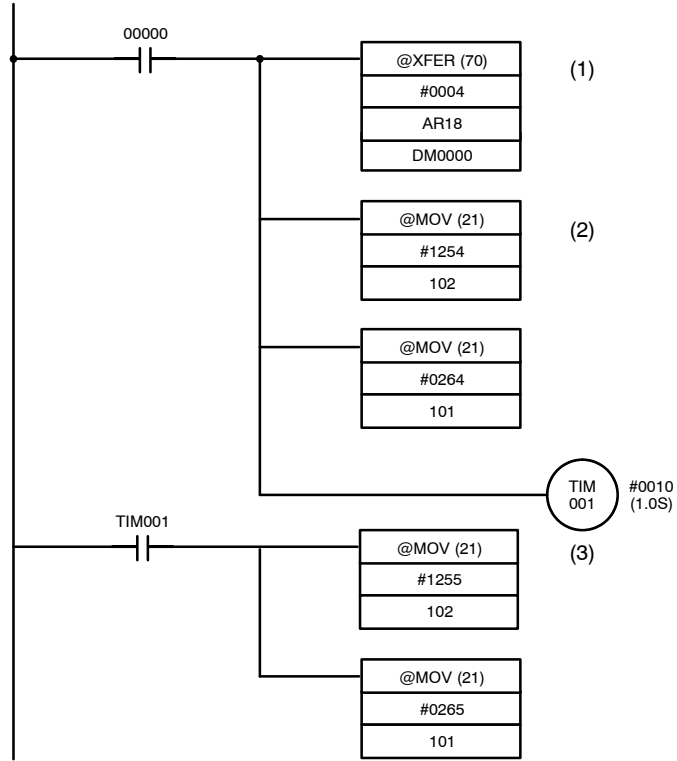 00000
@XFER (70)
(1)
#0004
AR18
DM0000
@MOV (21)
(2)
#1254
102
@MOV (21)
#0264
101
TIM
001
#0010
(1.0S)
TIM001
@MOV (21)
(3)
#1255
102
@MOV (21)
#0265
101